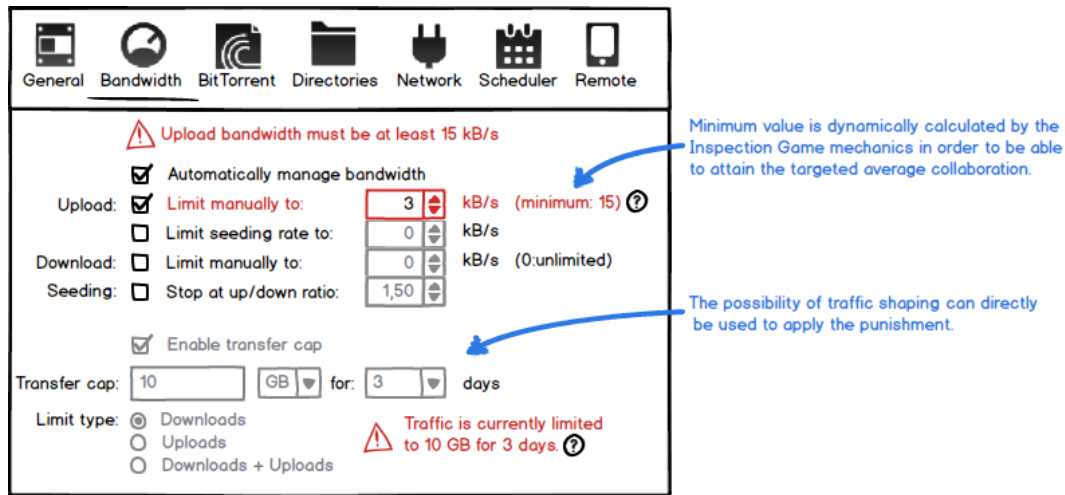 General Bandwidth BitTorrent Directories Network Scheduler Remote
Upload bandwidth must be at least 15 kB/s
Automatically manage bandwidth
Upload: Limit manually to: 3 kB/s (minimum: 15) ?
Limit seeding rate to: 0 kB/s
Download: Limit manually to: 0 kB/s (0:unlimited)
Seeding: Stop at up/down ratio: 1,50
Enable transfer cap
Transfer cap: 10 GB for: 3 days
Limit type: Downloads
Uploads
Downloads + Uploads
Traffic is currently limited
to 10 GB for 3 days. ?
Minimum value is dynamically calculated by the
Inspection Game mechanics in order to be able
to attain the targeted average collaboration.
The possibility of traffic shaping can directly
be used to apply the punishment.